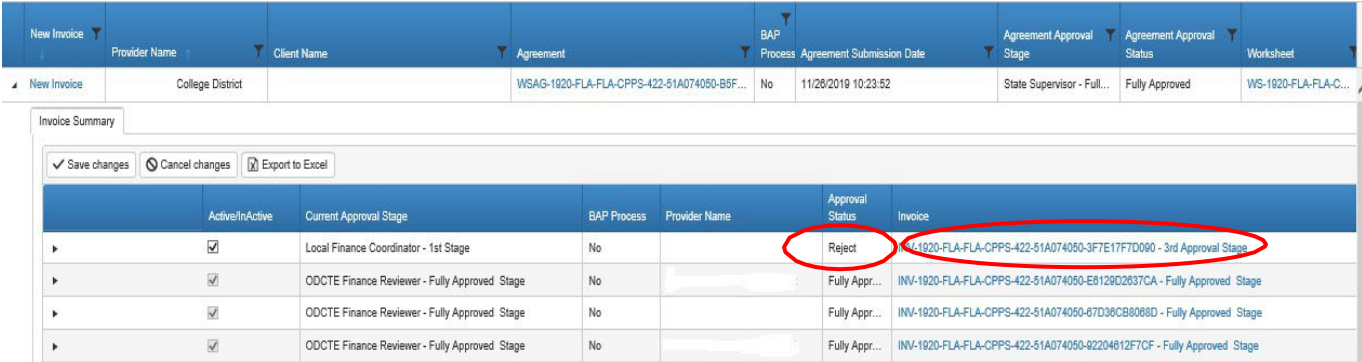 New Invoice Provider Name Client Name Agreement BAP Process Agreement Submission Date Agreement Approval Stage Agreement Approval Status Worksheet
New Invoice College District WSAG-1920-FLA-FLA-CPPS-422-51A074050-B5F... No 11/26/2019 10:23:52 State Supervisor - Full... Fully Approved WS-1920-FLA-FLA-C...
Invoice Summary
Save changes Cancel changes Export to Excel
Active/InActive Current Approval Stage BAP Process Provider Name Approval Status Invoice
Local Finance Coordinator - 1st Stage No Reject INV-1920-FLA-FLA-CPPS-422-51A074050-3F7E17F7D090 - 3rd Approval Stage
ODCTE Finance Reviewer - Fully Approved Stage No Fully Appr... INV-1920-FLA-FLA-CPPS-422-51A074050-E6129D2637CA - Fully Approved Stage
ODCTE Finance Reviewer - Fully Approved Stage No Fully Appr... INV-1920-FLA-FLA-CPPS-422-51A074050-67D36CB8068D - Fully Approved Stage
ODCTE Finance Reviewer - Fully Approved Stage No Fully Appr... INV-1920-FLA-FLA-CPPS-422-51A074050-92204612F7CF - Fully Approved Stage